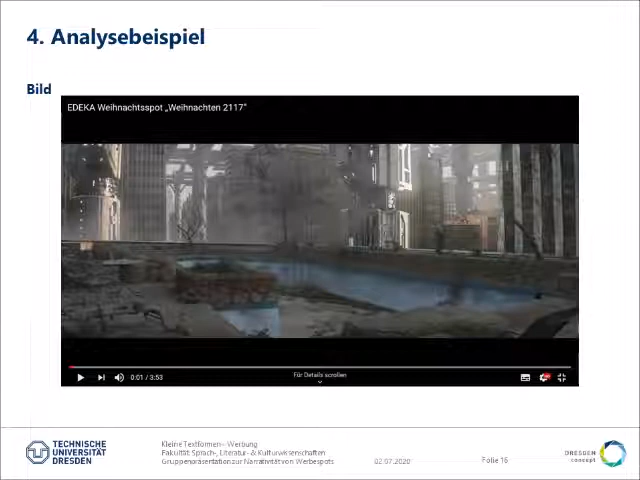 4. Analysebeispiel
Bild
EDEKA Weihnachtsspot „Weihnachten 2117“
0:01 / 3:53
Für Details scrollen
TECHNISCHE
UNIVERSITÄT
DRESDEN
Kleine Textformen – Werbung
Fakultät Sprach-, Literatur- & Kulturwissenschaften
Gruppenpräsentation zur Narrativität von Werbespots
02.07.2020
Folie 16
DRESDEN
concept